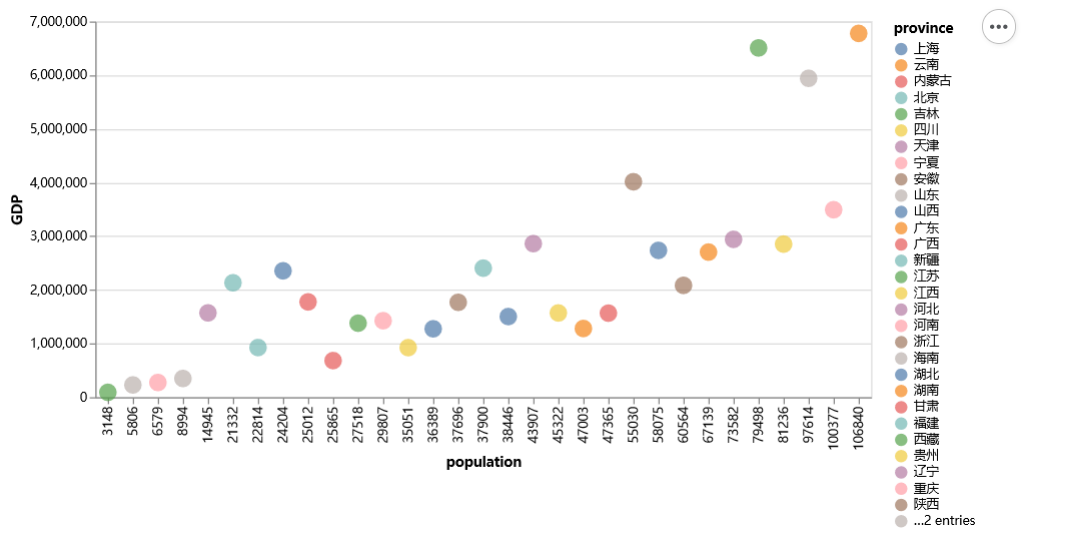 7,000,000
6,000,000
5,000,000
4,000,000
3,000,000
2,000,000
1,000,000
0
GDP
3148
5806
6579
8994
14945
21332
22814
24204
25012
25865
27518
29807
35051
36389
37696
37900
38446
43907
45322
47003
47365
55030
58075
60564
67139
73582
79498
81236
97614
100377
106840
population
province
上海
云南
内蒙古
北京
吉林
四川
天津
宁夏
安徽
山东
山西
广东
广西
新疆
江苏
江西
河北
河南
浙江
海南
湖北
湖南
甘肃
福建
西藏
贵州
辽宁
重庆
陕西
...2 entries